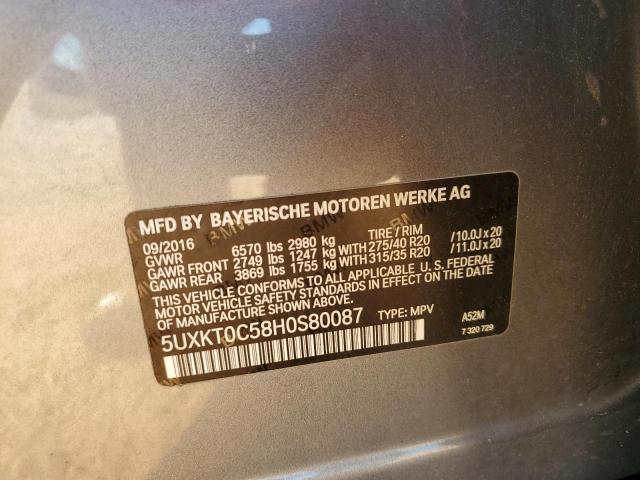 MFD BY BAYERISCHE MOTOREN WERKE AG
09/2016 TIRE/RIM
GVWR 6570 lbs 2980 kg
GAWR FRONT 2749 lbs 1247 kg WITH 275/40 R20 /10.0J x 20
GAWR REAR 3869 lbs 1755 kg WITH 315/35 R20 /11.0J x 20
THIS VEHICLE CONFORMS TO ALL APPLICABLE U.S. FEDERAL
MOTOR VEHICLE SAFETY STANDARDS IN EFFECT ON THE DATE
OF MANUFACTURE SHOWN ABOVE.
5UXKT0C58H0S80087 TYPE: MPV A52M
7 320 729